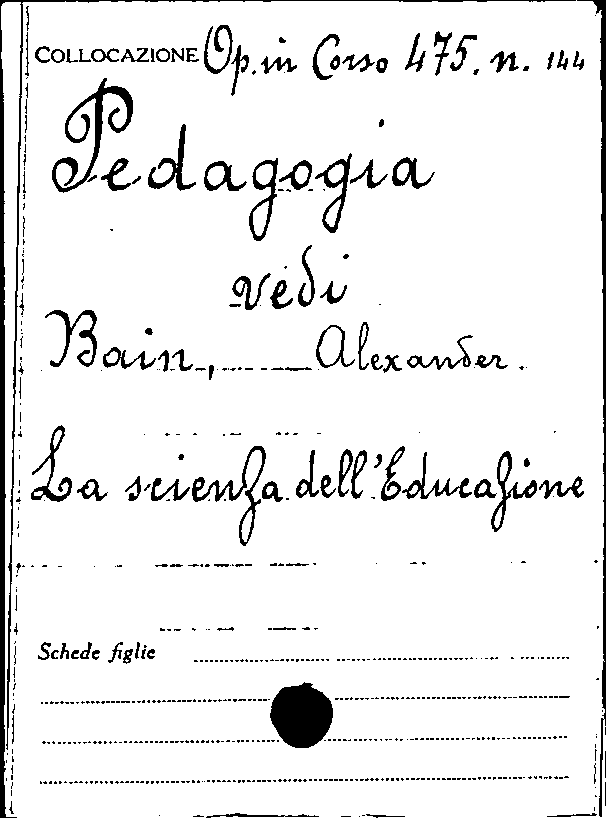 COLLOCAZIONE Op. in Corso 475. n. 144
Pedagogia
vedi
Bain, Alexander.
La scienza dell'Educazione
Schede figlie